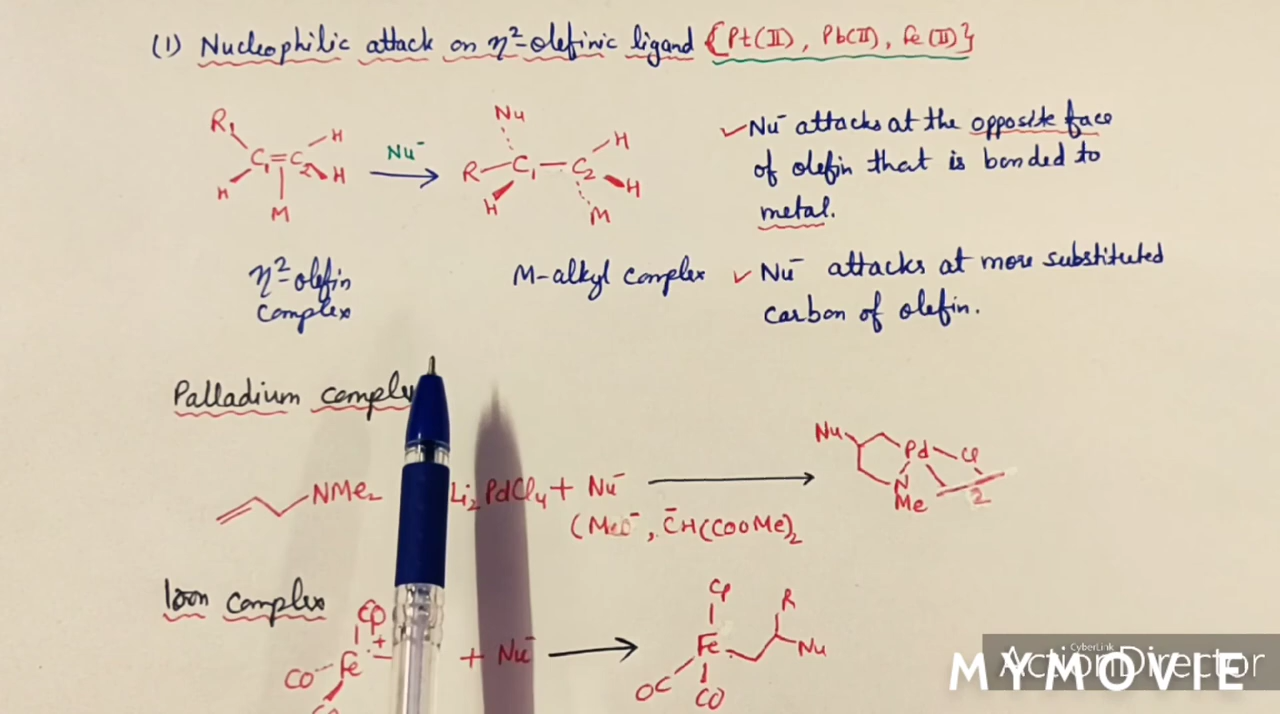 (1) Nucleophilic attack on η²-olefinic ligand {Pt(II), Pb(II), Fe(II)}
R₁ H
C₁=C₂ H
H
M
Nu⁻
Nu
R C₁ — C₂ H
H
H
M
✓Nu⁻ attacks at the opposite face
of olefin that is bonded to
metal.
η²-olefin
complex
M-alkyl complex
✓ Nu⁻ attacks at more substituted
carbon of olefin.
Palladium comple
NMe₂
Li₂PdCl₄ + Nu⁻
(MeO⁻, C̄H(COOMe)₂
Nu Pd Cl
N
Me
2
Iron complex
Cp
+
Fe
CO
+ Nu⁻
Cp
R
Fe
Nu
OC
CO
CyberLink
ActionDirector
MYMOVIE